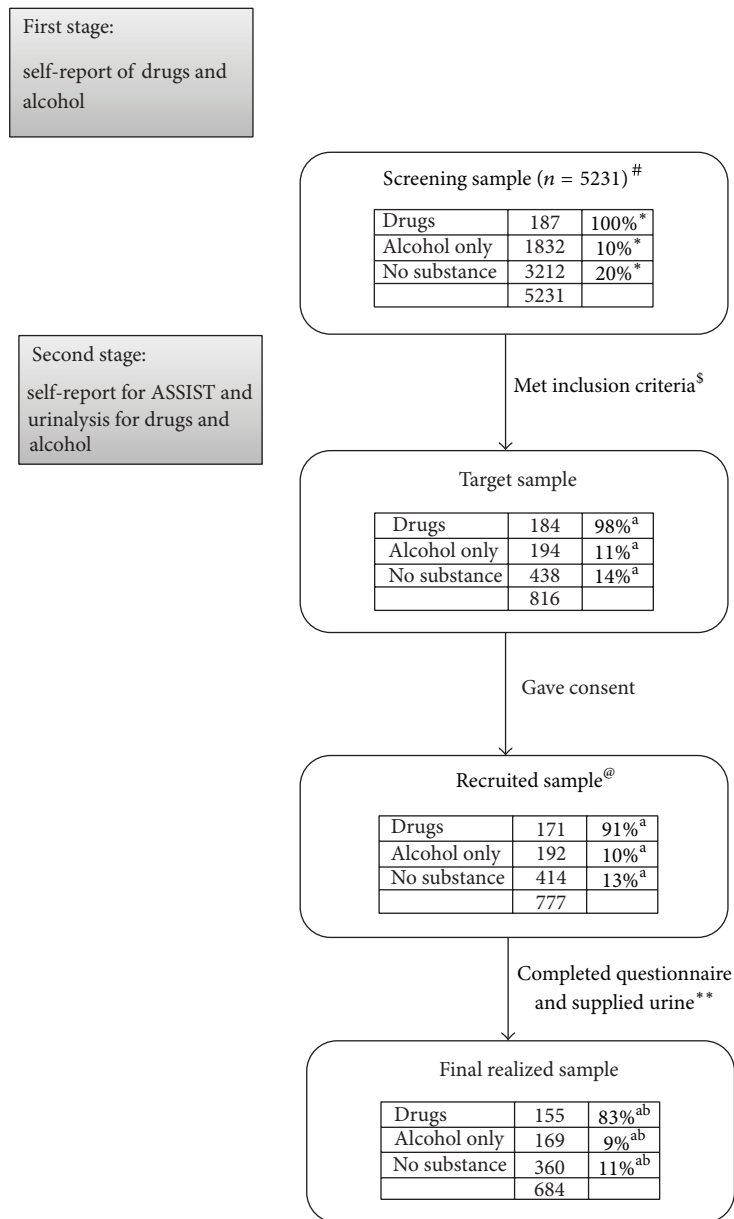 First stage:
self-report of drugs and
alcohol
Screening sample (n = 5231)#
Drugs 187 100%*
Alcohol only 1832 10%*
No substance 3212 20%*
5231
Second stage:
self-report for ASSIST and
urinalysis for drugs and
alcohol
Met inclusion criteria$
Target sample
Drugs 184 98%a
Alcohol only 194 11%a
No substance 438 14%a
816
Gave consent
Recruited sample@
Drugs 171 91%a
Alcohol only 192 10%a
No substance 414 13%a
777
Completed questionnaire
and supplied urine**
Final realized sample
Drugs 155 83%ab
Alcohol only 169 9%ab
No substance 360 11%ab
684